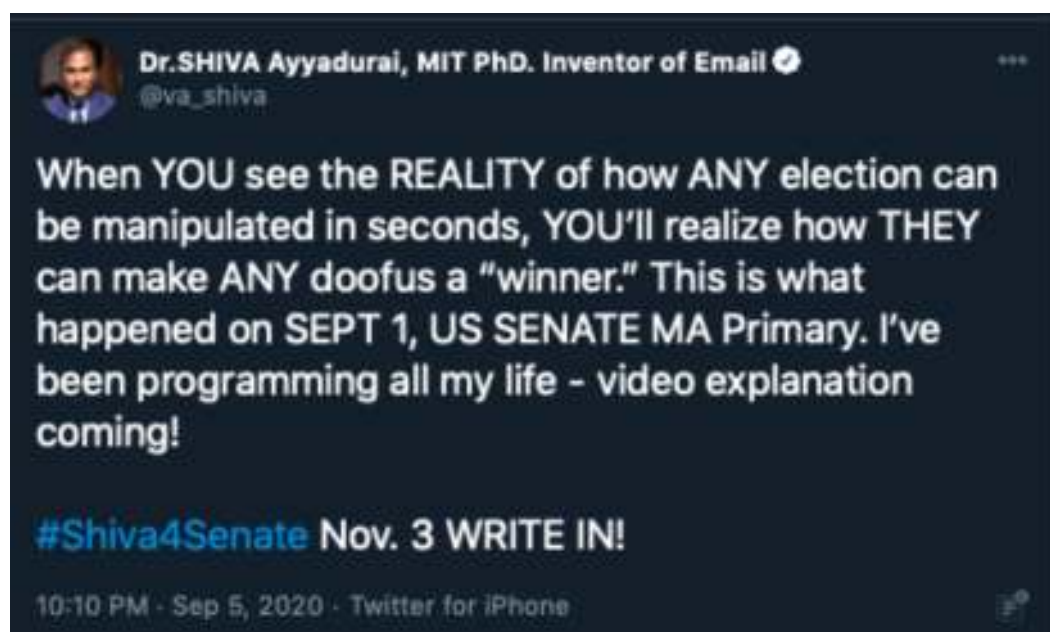 Dr.SHIVA Ayyadurai, MIT PhD. Inventor of Email
@va_shiva
When YOU see the REALITY of how ANY election can
be manipulated in seconds, YOU’ll realize how THEY
can make ANY doofus a “winner.” This is what
happened on SEPT 1, US SENATE MA Primary. I’ve
been programming all my life - video explanation
coming!
#Shiva4Senate Nov. 3 WRITE IN!
10:10 PM · Sep 5, 2020 · Twitter for iPhone